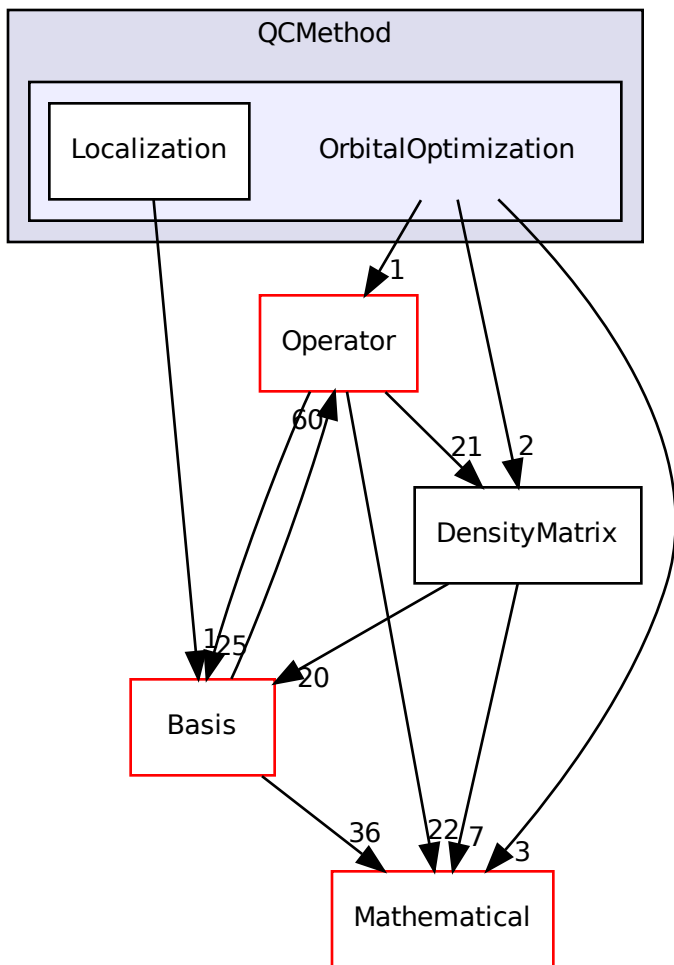 QCMethod
Localization
OrbitalOptimization
1
Operator
60
21
2
DensityMatrix
1
25
20
Basis
36
22
7
3
Mathematical